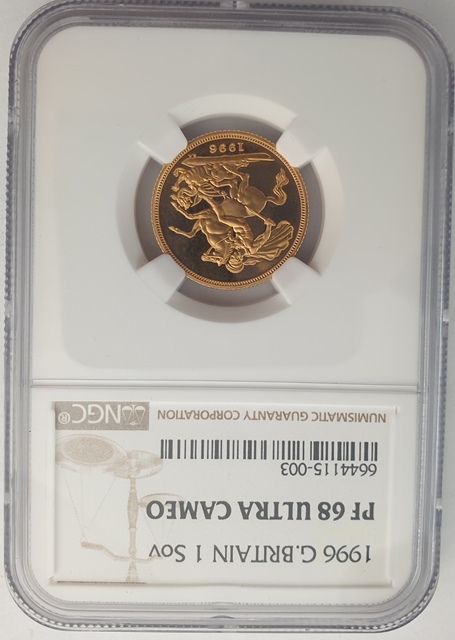 1996 G.BRITAIN 1 Sov
PF 68 ULTRA CAMEO
6644115-003
NGC®
NUMISMATIC GUARANTY CORPORATION
1996